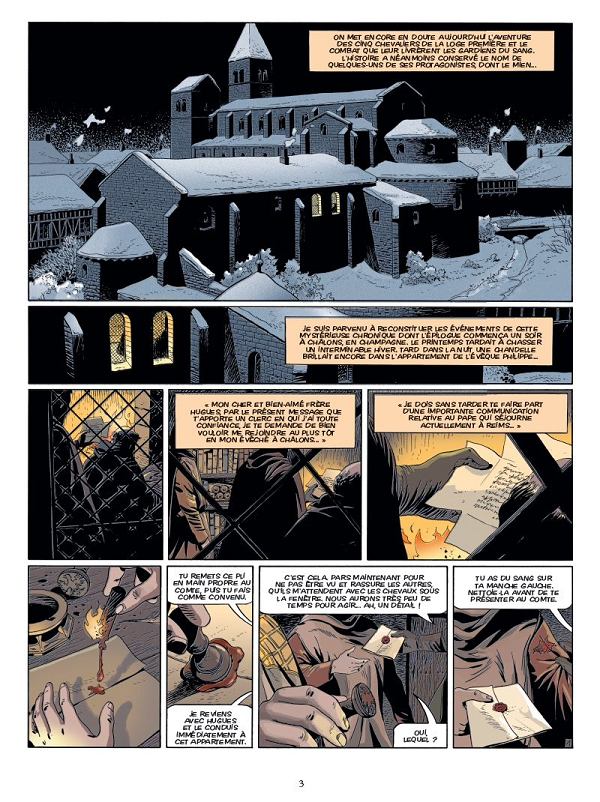 ON MET ENCORE EN DOUTE AUJOURD'HUI L'AVENTURE
DES CINQ CHEVALIERS DE LA LOGE PREMIÈRE ET LE
COMBAT QUE LEUR LIVRÈRENT LES GARDIENS DU SANG.
L'HISTOIRE A NÉANMOINS CONSERVÉ LE NOM DE
QUELQUES-UNS DE SES PROTAGONISTES, DONT LE MIEN...
JE SUIS PARVENU À RECONSTITUER LES ÉVÉNEMENTS DE CETTE
MYSTÉRIEUSE CHRONIQUE DONT L'ÉPILOGUE COMMENÇA UN SOIR
À CHÂLONS, EN CHAMPAGNE. LE PRINTEMPS TARDAIT À CHASSER
UN INTERMINABLE HIVER. TARD DANS LA NUIT, UNE CHANDELLE
BRILLAIT ENCORE DANS L'APPARTEMENT DE L'ÉVÊQUE PHILIPPE...
« MON CHER ET BIEN-AIMÉ FRÈRE
HUGUES, PAR LE PRÉSENT MESSAGE QUE
T'APPORTE UN CLERC EN QUI J'AI TOUTE
CONFIANCE, JE TE DEMANDE DE BIEN
VOULOIR ME REJOINDRE AU PLUS TÔT
EN MON ÉVÊCHÉ À CHÂLONS... »
« JE DOIS SANS TARDER TE FAIRE PART
D'UNE IMPORTANTE COMMUNICATION
RELATIVE AU PAPE QUI SÉJOURNE
ACTUELLEMENT À REIMS... »
TU REMETS CE PLI
EN MAIN PROPRE AU
COMTE, PUIS TU FAIS
COMME CONVENU.
JE REVIENS
AVEC HUGUES
ET LE CONDUIS
IMMÉDIATEMENT À
CET APPARTEMENT.
C'EST CELA. PARS MAINTENANT POUR
NE PAS ÊTRE VU ET RASSURE LES AUTRES,
QU'ILS M'ATTENDENT AVEC LES CHEVAUX SOUS
LA FENÊTRE. NOUS AURONS TRÈS PEU DE
TEMPS POUR AGIR... AH, UN DÉTAIL !
OUI,
LEQUEL ?
TU AS DU SANG SUR
TA MANCHE GAUCHE.
NETTOIE-LA AVANT DE TE
PRÉSENTER AU COMTE.
3